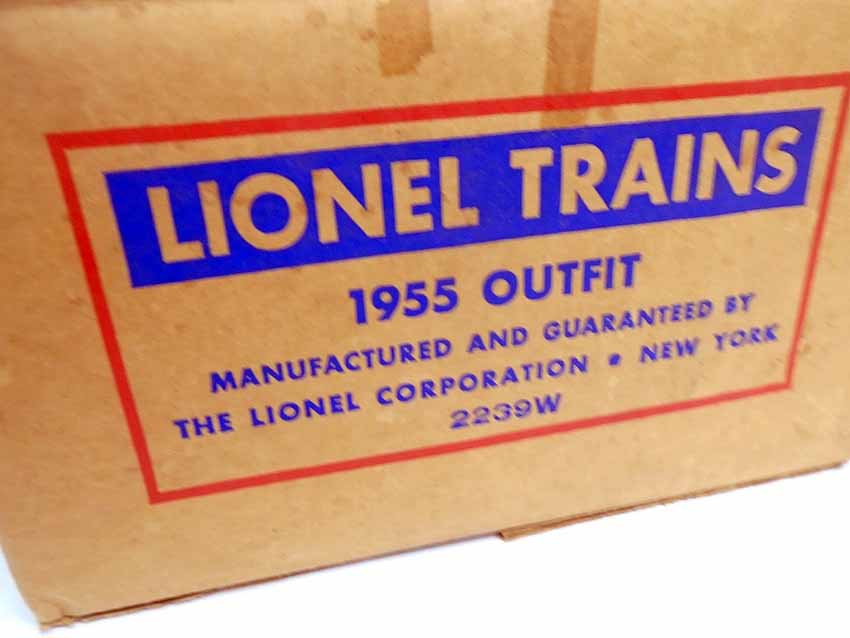 LIONEL TRAINS
1955 OUTFIT
MANUFACTURED AND GUARANTEED BY
THE LIONEL CORPORATION • NEW YORK
2239W